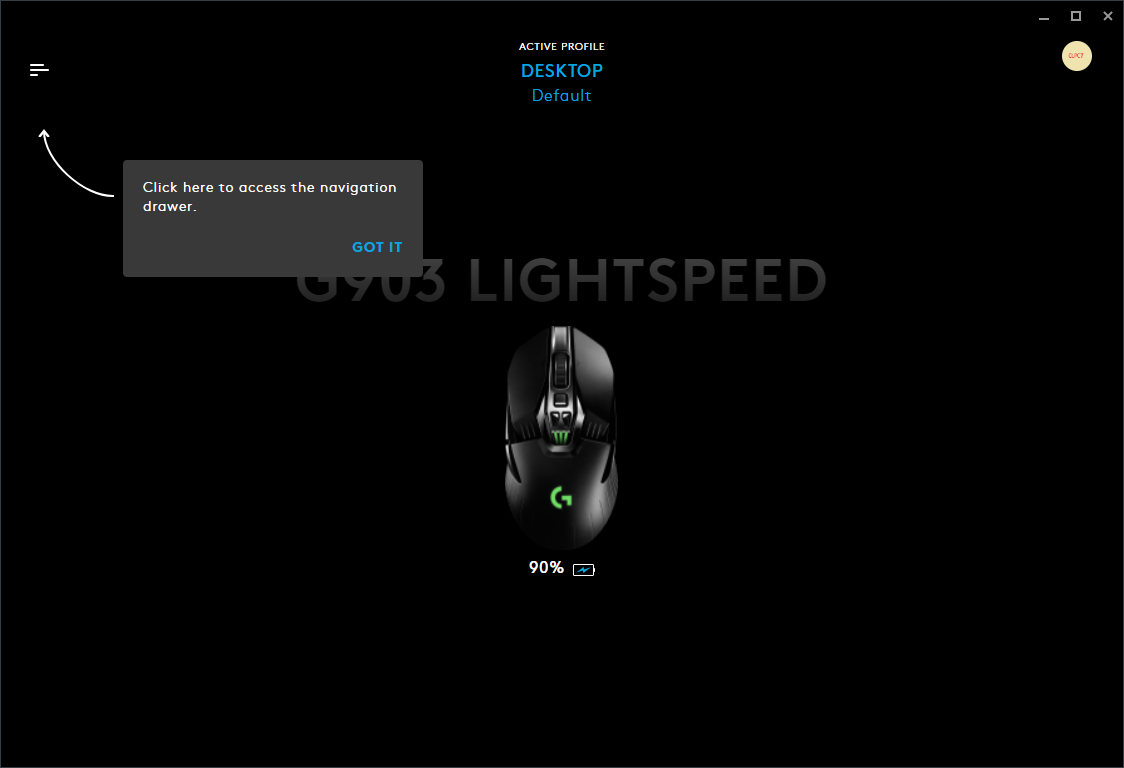 ACTIVE PROFILE
DESKTOP
Default
Click here to access the navigation
drawer.
GOT IT
G903 LIGHTSPEED
90%